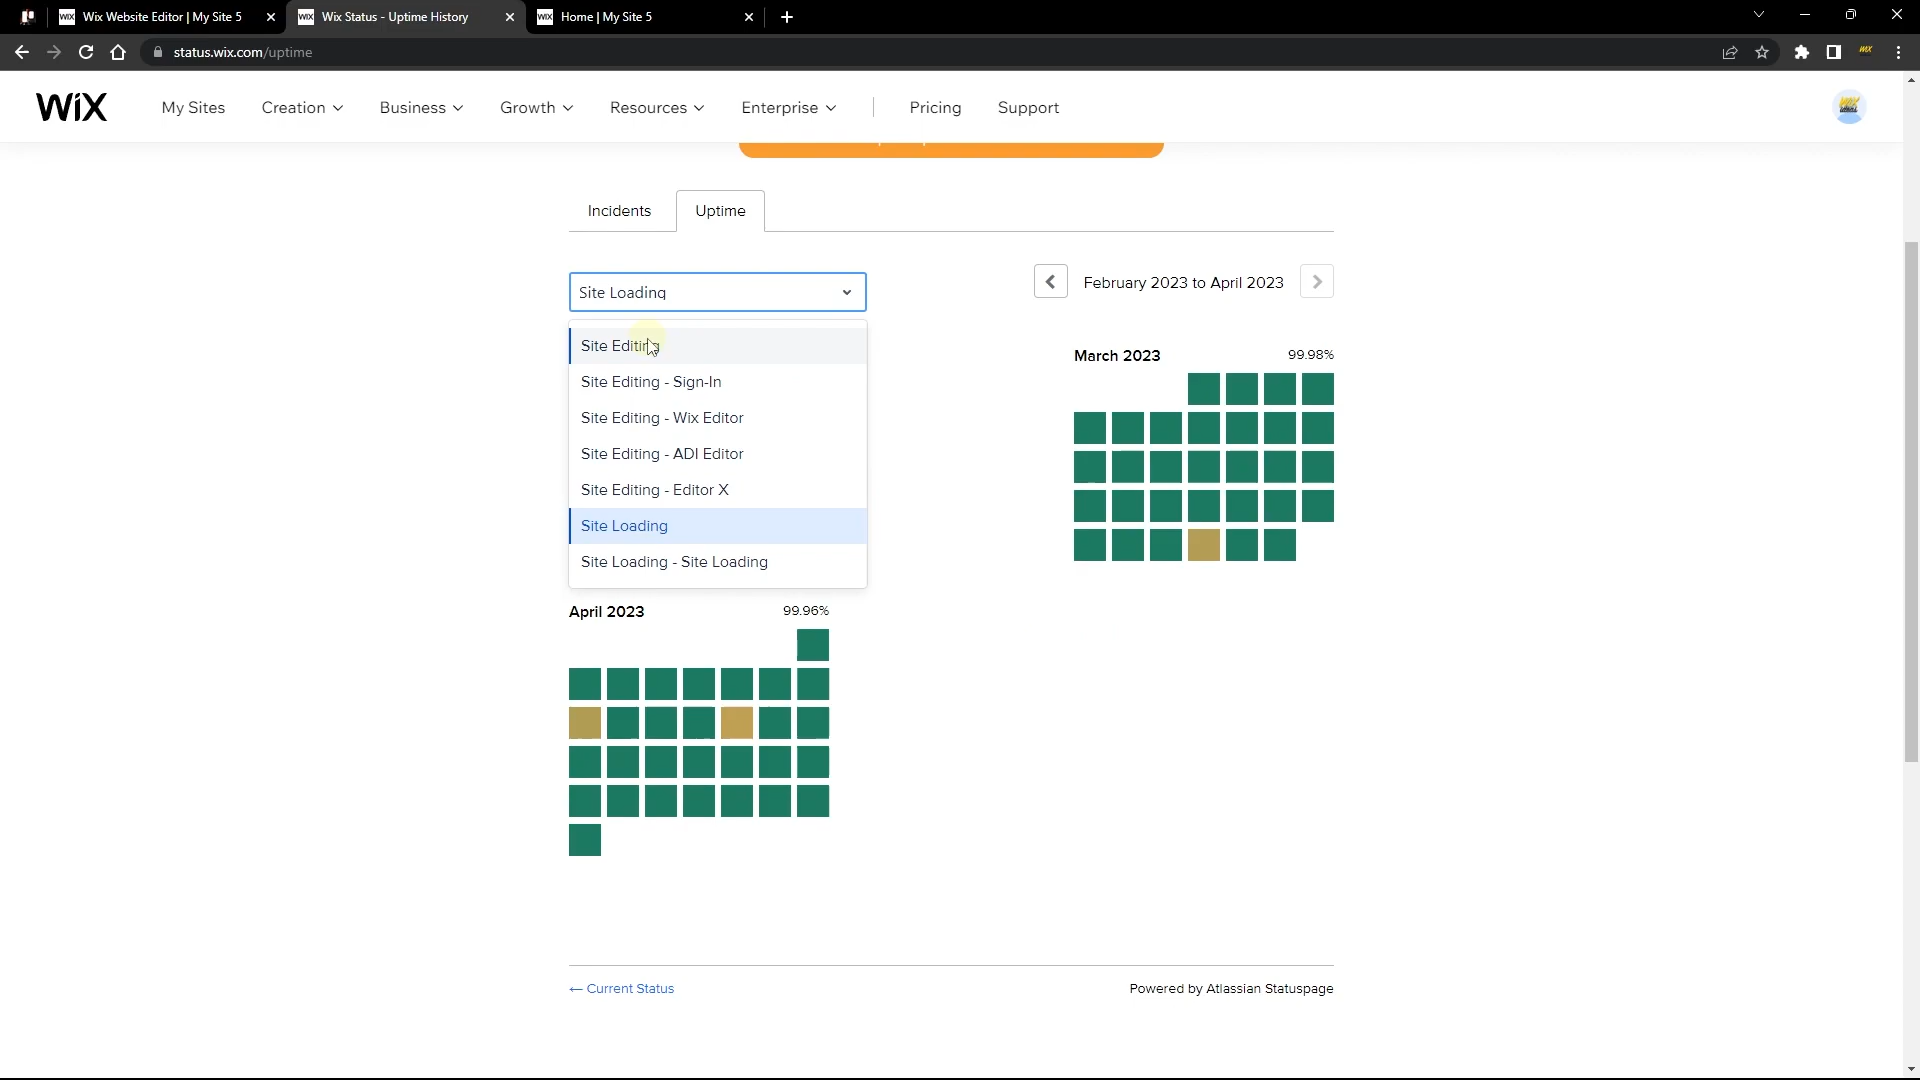 Wix Website Editor | My Site 5
Wix Status - Uptime History
Home | My Site 5
status.wix.com/uptime
WiX
My Sites
Creation
Business
Growth
Resources
Enterprise
Pricing
Support
Incidents
Uptime
Site Loading
February 2023 to April 2023
Site Editing
Site Editing - Sign-In
Site Editing - Wix Editor
Site Editing - ADI Editor
Site Editing - Editor X
Site Loading
Site Loading - Site Loading
March 2023 99.98%
April 2023 99.96%
← Current Status
Powered by Atlassian Statuspage